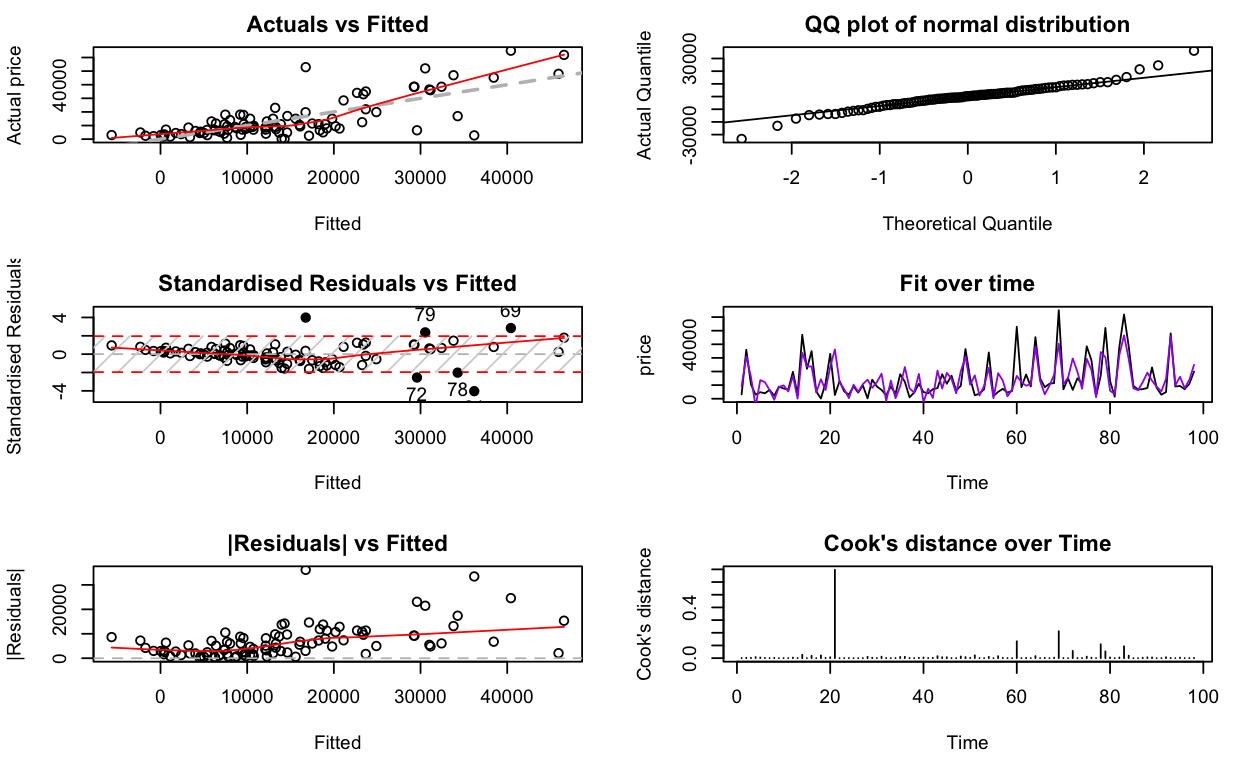 Actuals vs Fitted
Actual price
40000
0
0 10000 20000 30000 40000
Fitted
QQ plot of normal distribution
Actual Quantile
30000
-30000
-2 -1 0 1 2
Theoretical Quantile
Standardised Residuals vs Fitted
Standardised Residuals
4
0
-4
79
69
72
78
0 10000 20000 30000 40000
Fitted
Fit over time
price
40000
0
0 20 40 60 80 100
Time
|Residuals| vs Fitted
|Residuals|
20000
0
0 10000 20000 30000 40000
Fitted
Cook's distance over Time
Cook's distance
0.4
0.0
0 20 40 60 80 100
Time